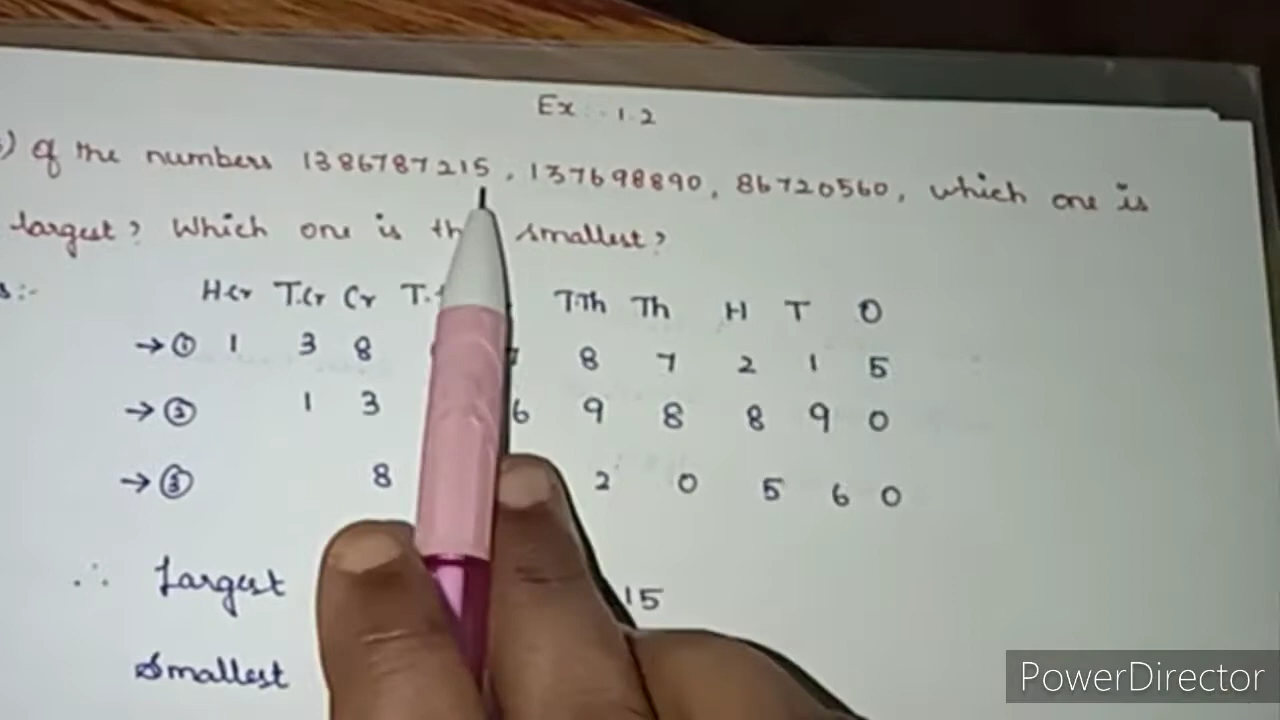 Ex :- 1.2
) Of the numbers 1386787215, 137698890, 86720560, which one is
largest? Which one is the smallest?
s:- H.Cr T.Cr Cr T. T.Th Th H T O
→① 1 3 8 8 7 2 1 5
→② 1 3 6 9 8 8 9 0
→③ 8 2 0 5 6 0
∴ Largest 15
Smallest
PowerDirector